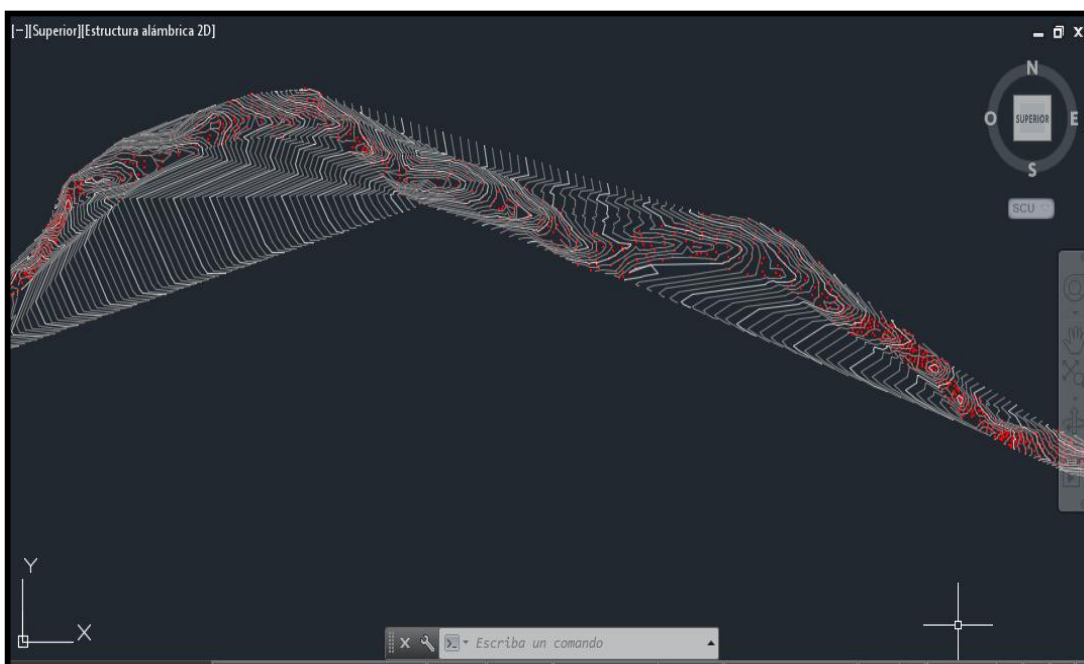 [−][Superior][Estructura alámbrica 2D]
N
O
SUPERIOR
E
S
SCU
Y
X
Escriba un comando